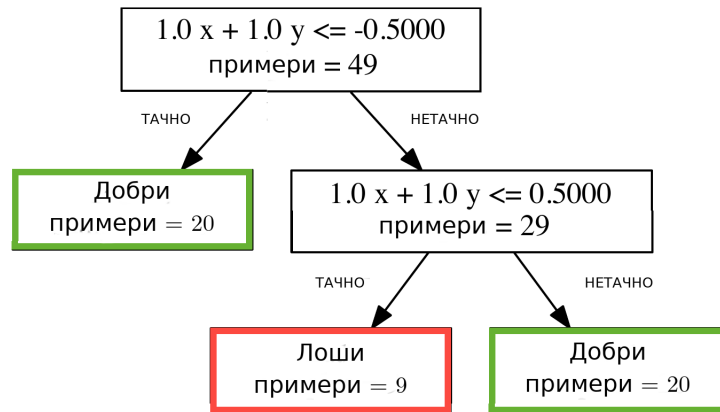 1.0 x + 1.0 y <= -0.5000
примери = 49
ТАЧНО
НЕТАЧНО
Добри
примери = 20
1.0 x + 1.0 y <= 0.5000
примери = 29
ТАЧНО
НЕТАЧНО
Лоши
примери = 9
Добри
примери = 20